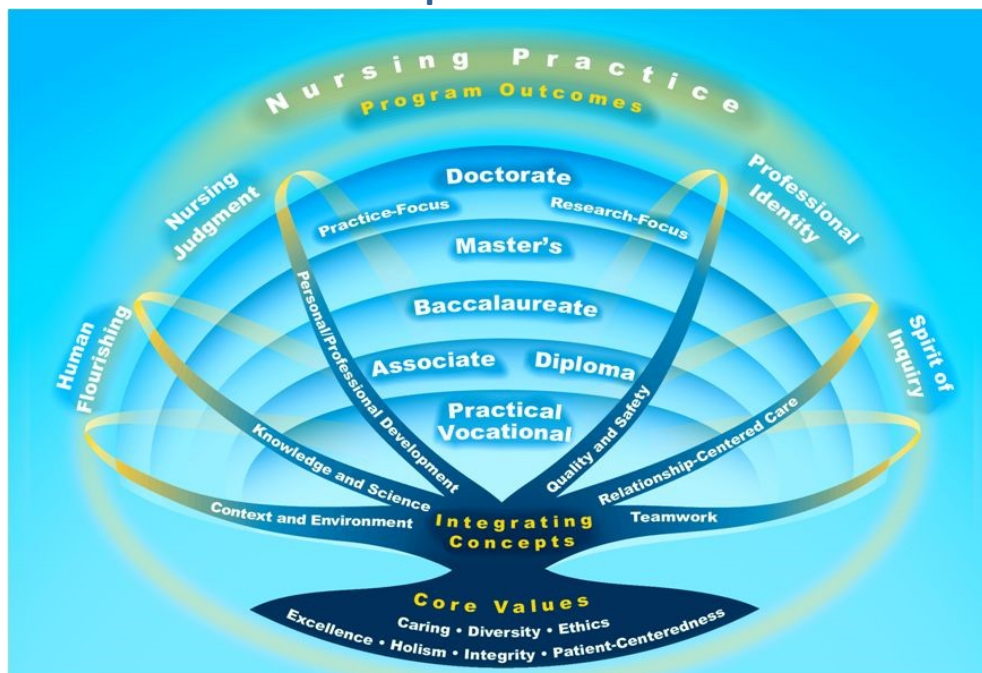 Nursing Practice
Program Outcomes
Nursing
Judgment
Professional
Identity
Human
Flourishing
Spirit of
Inquiry
Doctorate
Practice-Focus
Research-Focus
Master's
Baccalaureate
Associate
Diploma
Practical
Vocational
Personal/Professional Development
Quality and Safety
Knowledge and Science
Relationship-Centered Care
Context and Environment
Teamwork
Integrating
Concepts
Core Values
Caring • Diversity • Ethics
Excellence • Holism • Integrity • Patient-Centeredness